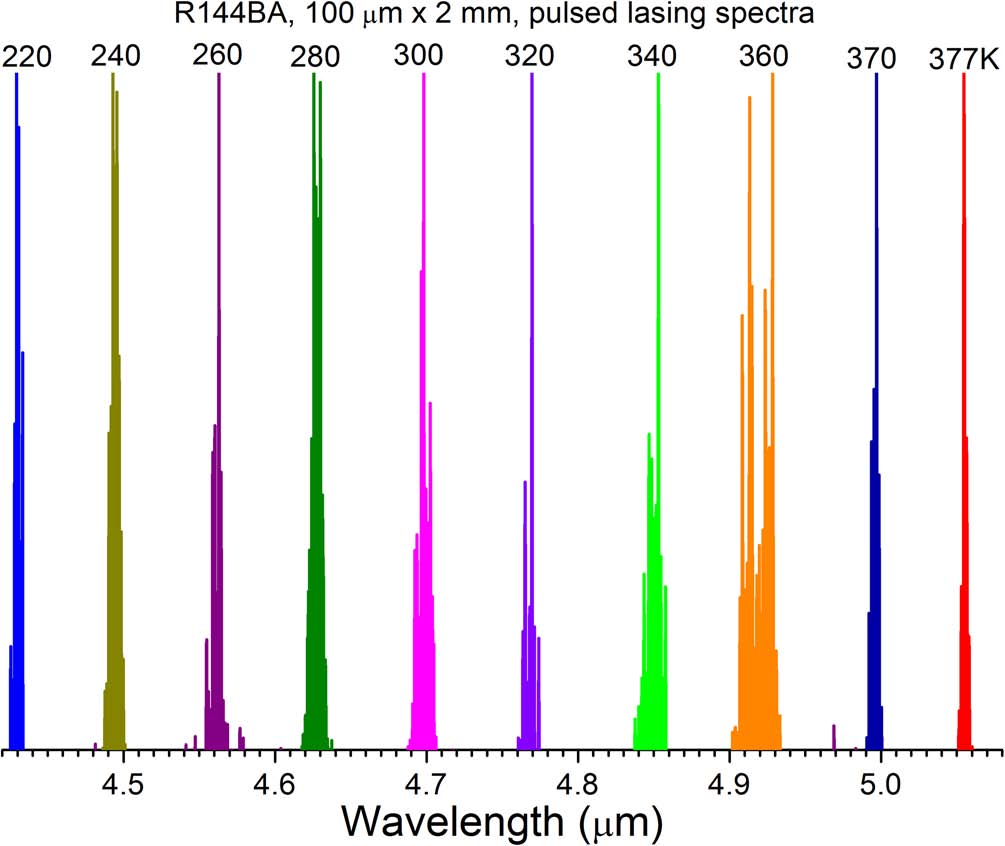 R144BA, 100 μm x 2 mm, pulsed lasing spectra
220 240 260 280 300 320 340 360 370 377K
4.5 4.6 4.7 4.8 4.9 5.0
Wavelength (μm)